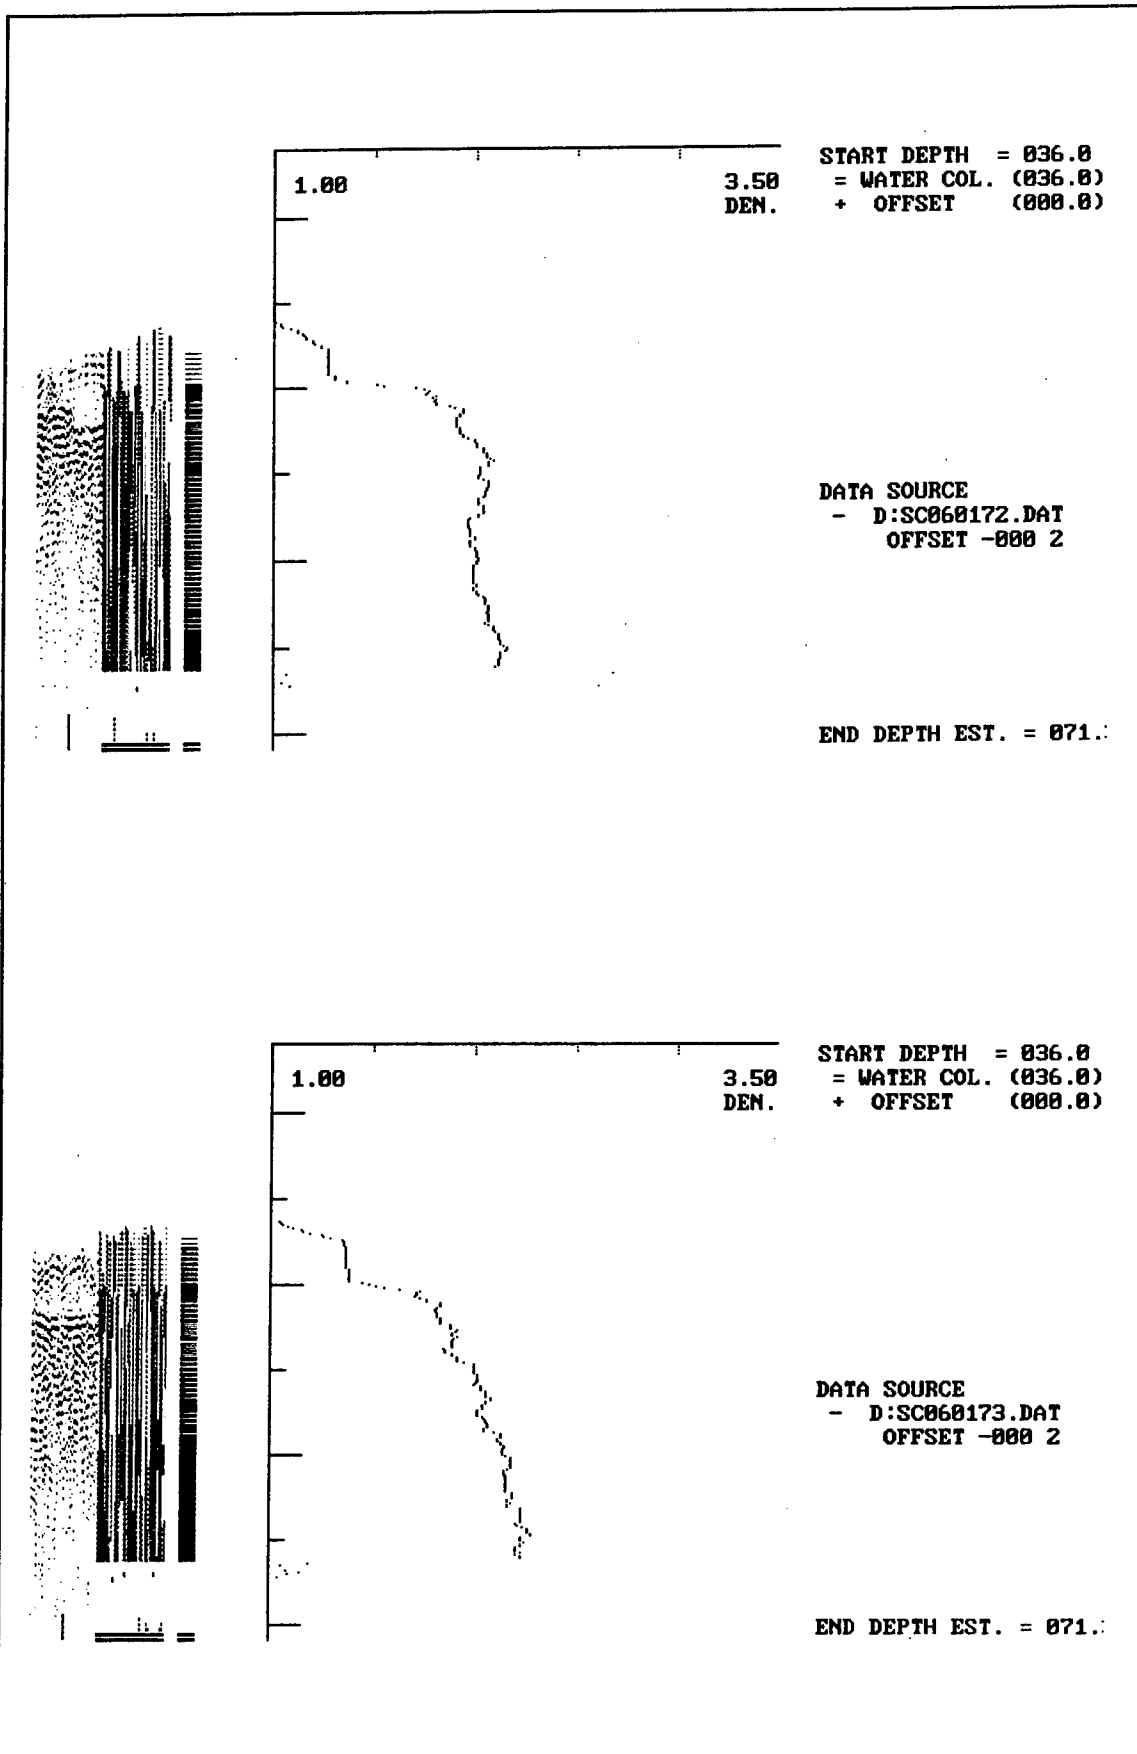 1.00
3.50
DEN.
START DEPTH = 036.0
= WATER COL. (036.0)
+ OFFSET (000.0)
DATA SOURCE
- D:SC060172.DAT
OFFSET -000 2
END DEPTH EST. = 071.
1.00
3.50
DEN.
START DEPTH = 036.0
= WATER COL. (036.0)
+ OFFSET (000.0)
DATA SOURCE
- D:SC060173.DAT
OFFSET -000 2
END DEPTH EST. = 071.